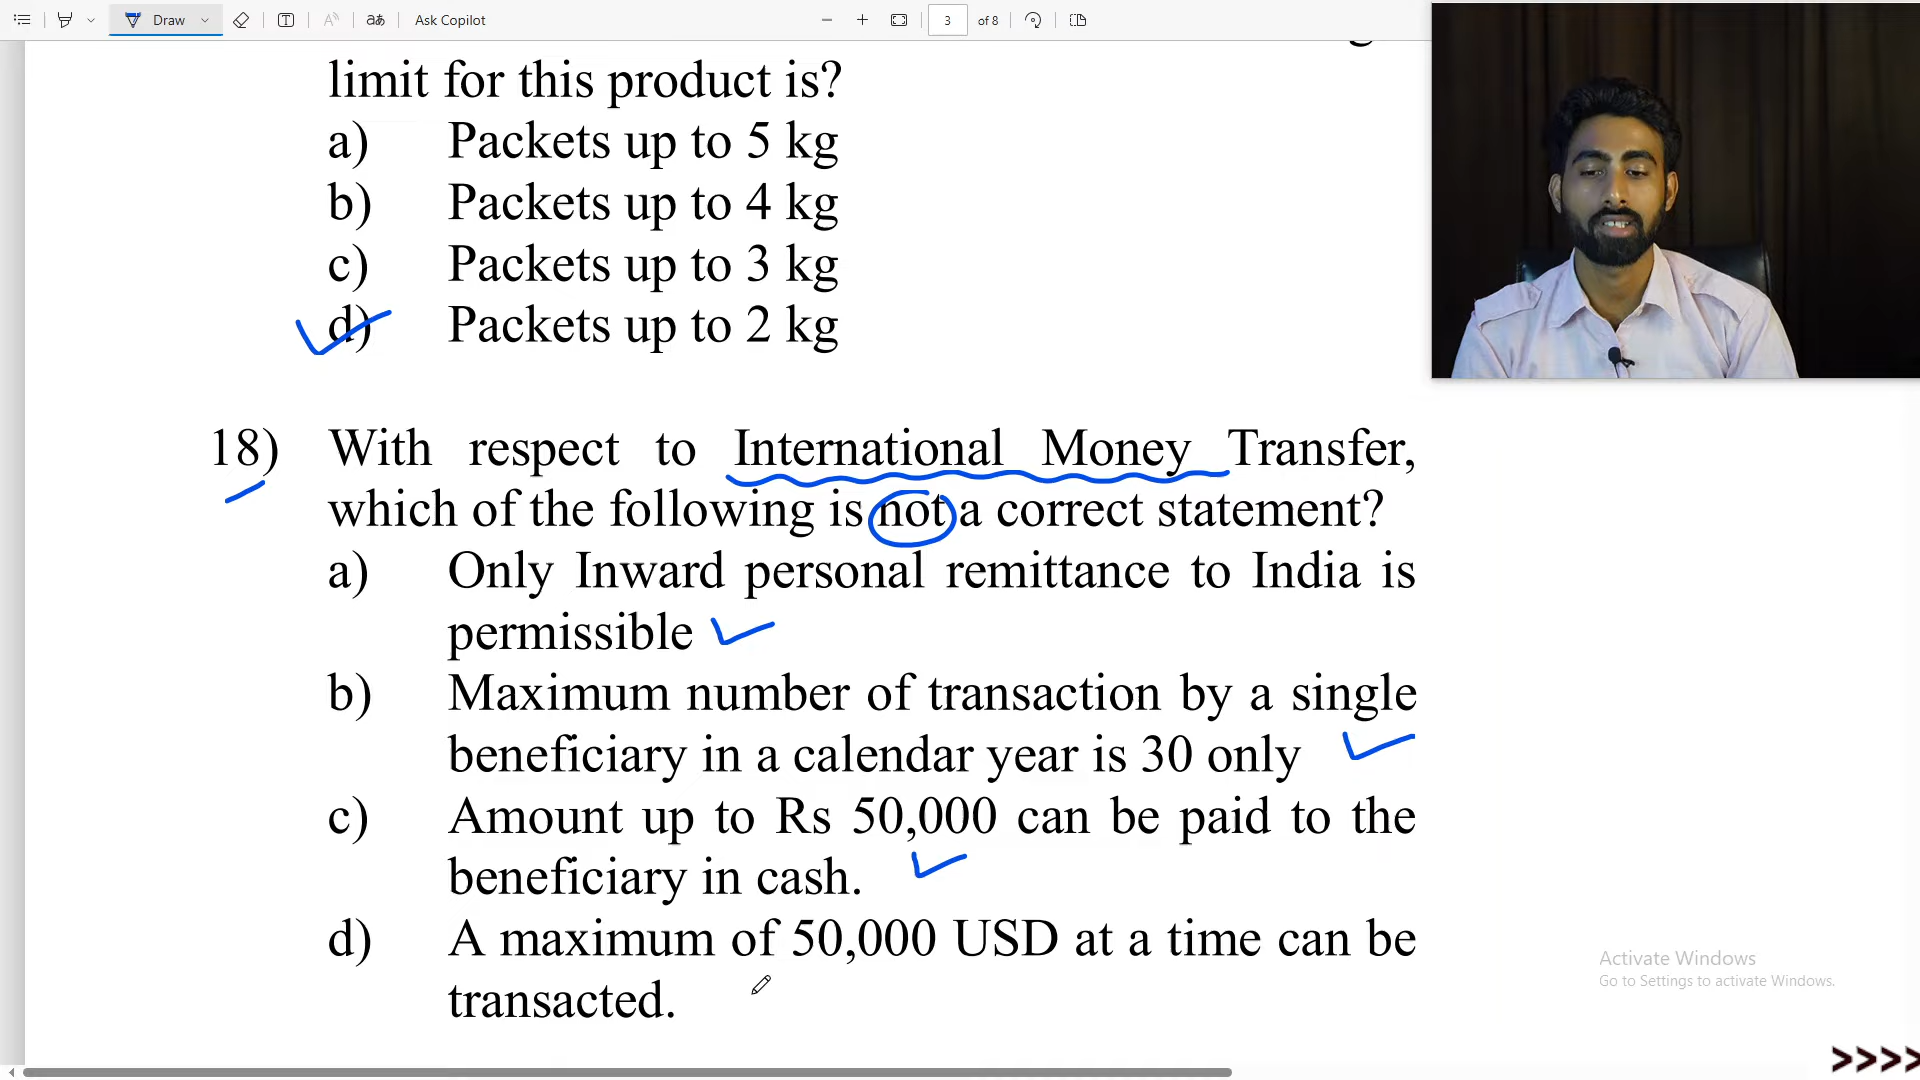 Draw
Ask Copilot
3
of 8
limit for this product is?
a) Packets up to 5 kg
b) Packets up to 4 kg
c) Packets up to 3 kg
d) Packets up to 2 kg
18) With respect to International Money Transfer,
which of the following is not a correct statement?
a) Only Inward personal remittance to India is
permissible
b) Maximum number of transaction by a single
beneficiary in a calendar year is 30 only
c) Amount up to Rs 50,000 can be paid to the
beneficiary in cash.
d) A maximum of 50,000 USD at a time can be
transacted.
Activate Windows
Go to Settings to activate Windows.
>>>>